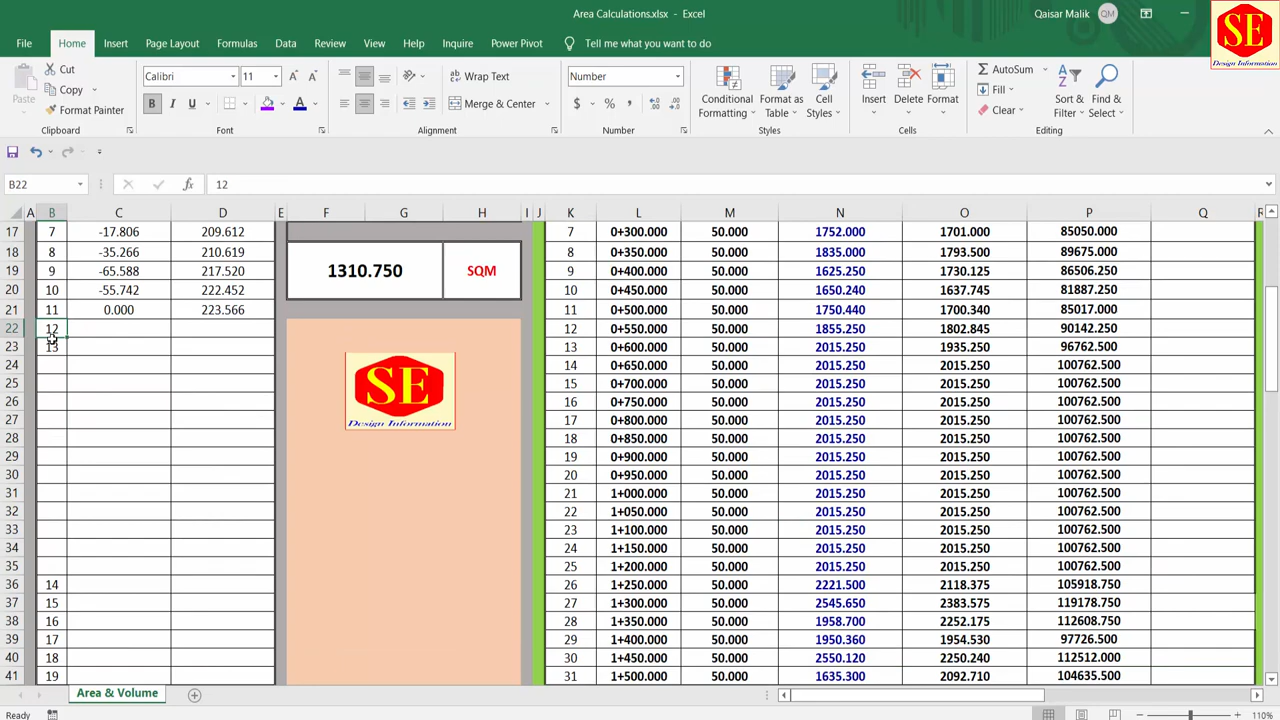 Area Calculations.xlsx - Excel
Qaisar Malik QM
SE
Design Information
File Home Insert Page Layout Formulas Data Review View Help Inquire Power Pivot Tell me what you want to do
Cut
Copy
Format Painter
Paste
Clipboard
Calibri 11
B I U
Font
Wrap Text
Merge & Center
Alignment
Number
$ % ,
Number
Conditional Formatting
Format as Table
Cell Styles
Styles
Insert Delete Format
Cells
AutoSum
Fill
Clear
Sort & Filter
Find & Select
Editing
B22 fx 12
A B C D E F G H I J K L M N O P Q R
17 7 -17.806 209.612 7 0+300.000 50.000 1752.000 1701.000 85050.000
18 8 -35.266 210.619 8 0+350.000 50.000 1835.000 1793.500 89675.000
19 9 -65.588 217.520 1310.750 SQM 9 0+400.000 50.000 1625.250 1730.125 86506.250
20 10 -55.742 222.452 10 0+450.000 50.000 1650.240 1637.745 81887.250
21 11 0.000 223.566 11 0+500.000 50.000 1750.440 1700.340 85017.000
22 12 12 0+550.000 50.000 1855.250 1802.845 90142.250
23 13 13 0+600.000 50.000 2015.250 1935.250 96762.500
24 14 0+650.000 50.000 2015.250 2015.250 100762.500
25 SE 15 0+700.000 50.000 2015.250 2015.250 100762.500
26 16 0+750.000 50.000 2015.250 2015.250 100762.500
27 Design Information 17 0+800.000 50.000 2015.250 2015.250 100762.500
28 18 0+850.000 50.000 2015.250 2015.250 100762.500
29 19 0+900.000 50.000 2015.250 2015.250 100762.500
30 20 0+950.000 50.000 2015.250 2015.250 100762.500
31 21 1+000.000 50.000 2015.250 2015.250 100762.500
32 22 1+050.000 50.000 2015.250 2015.250 100762.500
33 23 1+100.000 50.000 2015.250 2015.250 100762.500
34 24 1+150.000 50.000 2015.250 2015.250 100762.500
35 25 1+200.000 50.000 2015.250 2015.250 100762.500
36 14 26 1+250.000 50.000 2221.500 2118.375 105918.750
37 15 27 1+300.000 50.000 2545.650 2383.575 119178.750
38 16 28 1+350.000 50.000 1958.700 2252.175 112608.750
39 17 29 1+400.000 50.000 1950.360 1954.530 97726.500
40 18 30 1+450.000 50.000 2550.120 2250.240 112512.000
41 19 31 1+500.000 50.000 1635.300 2092.710 104635.500
Area & Volume
Ready 110%